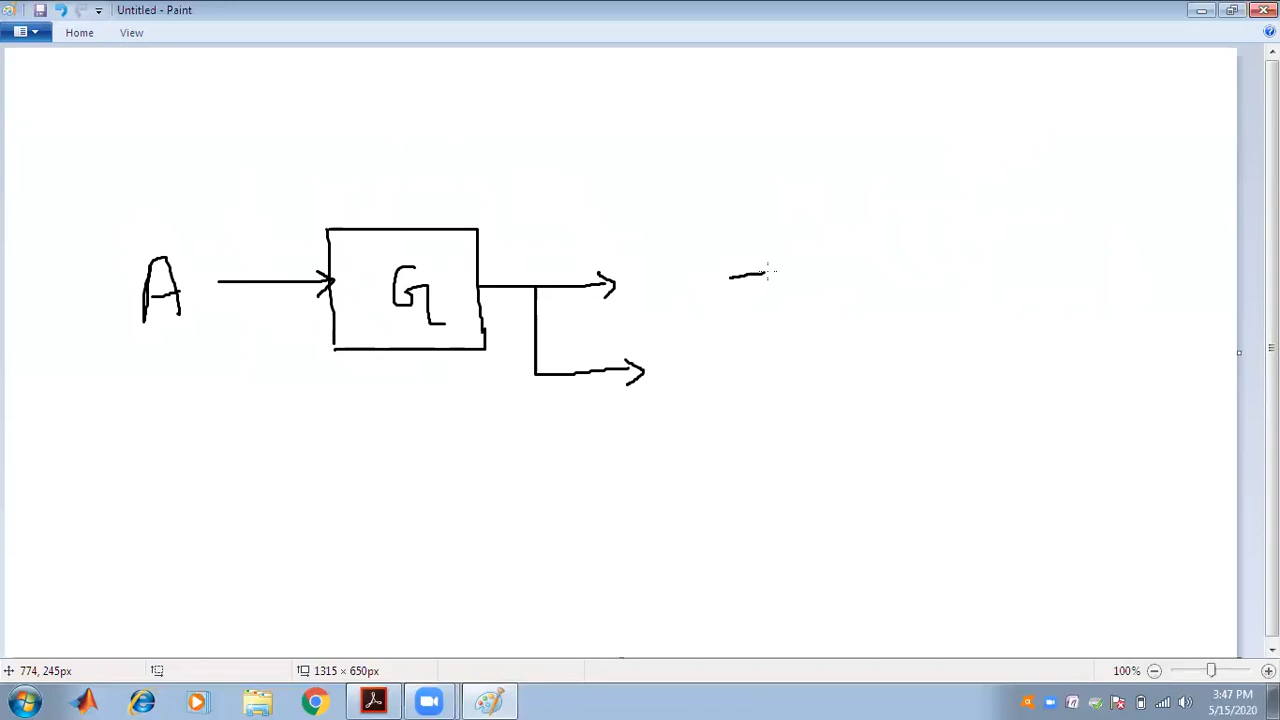 Untitled - Paint
Home View
A
G
774, 245px
1315 × 650px
100%
3:47 PM
5/15/2020